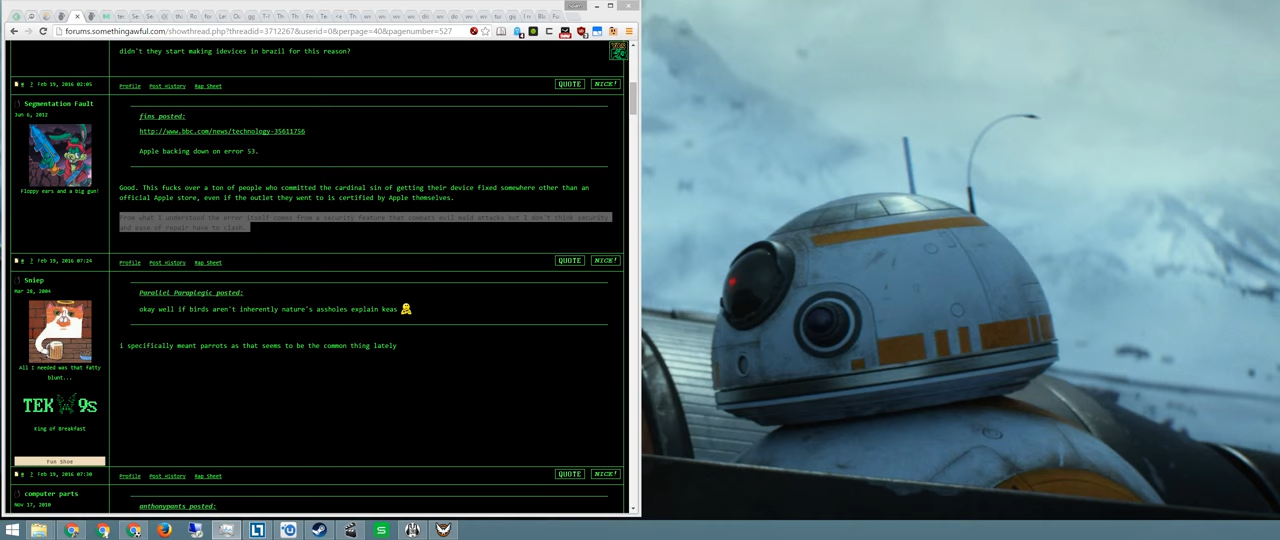 forums.somethingawful.com/showthread.php?threadid=3712267&userid=0&perpage=40&pagenumber=527
didn't they start making idevices in brazil for this reason?
# ? Feb 19, 2016 02:05
Profile Post History Rap Sheet
QUOTE NICE!
Segmentation Fault
Jun 6, 2012
Floppy ears and a big gun!
fins posted:
http://www.bbc.com/news/technology-35611756
Apple backing down on error 53.
Good. This fucks over a ton of people who committed the cardinal sin of getting their device fixed somewhere other than an
official Apple store, even if the outlet they went to is certified by Apple themselves.
From what I understood the error itself comes from a security feature that combats evil maid attacks but I don't think security
and ease of repair have to clash.
# ? Feb 19, 2016 07:24
Profile Post History Rap Sheet
QUOTE NICE!
Sniep
Mar 28, 2004
All I needed was that fatty
blunt...
TEK 9s
King of Breakfast
Fun Shoe
Parallel Paraplegic posted:
okay well if birds aren't inherently nature's assholes explain keas
i specifically meant parrots as that seems to be the common thing lately
# ? Feb 19, 2016 07:30
Profile Post History Rap Sheet
QUOTE NICE!
computer parts
Nov 17, 2010
anthonypants posted: